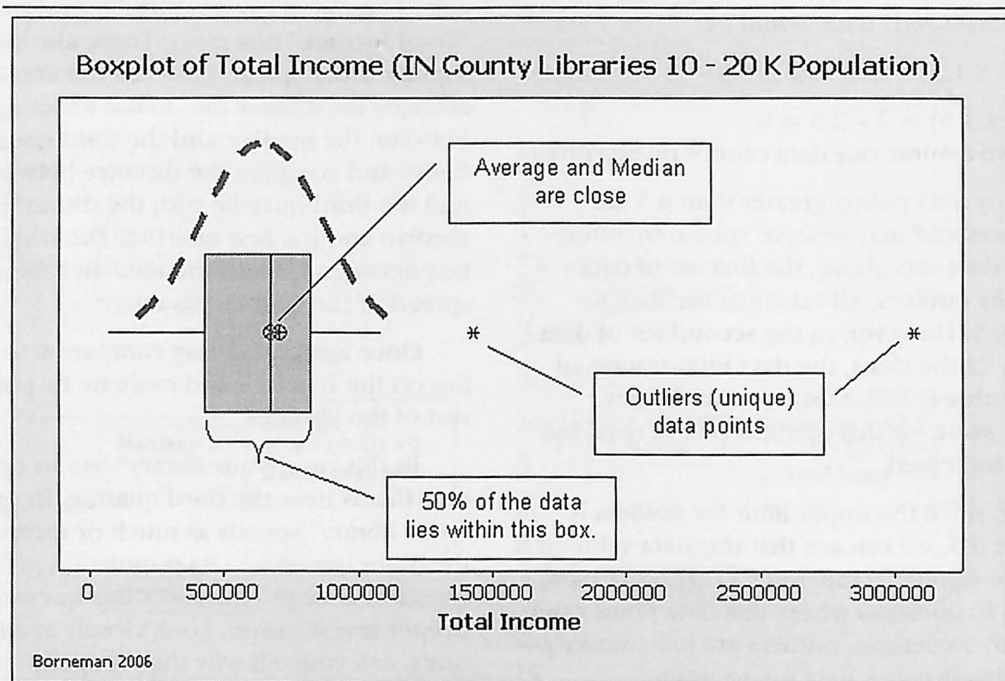 Boxplot of Total Income (IN County Libraries 10 - 20 K Population)
Average and Median
are close
Outliers (unique)
data points
50% of the data
lies within this box.
0 500000 1000000 1500000 2000000 2500000 3000000
Total Income
Borneman 2006